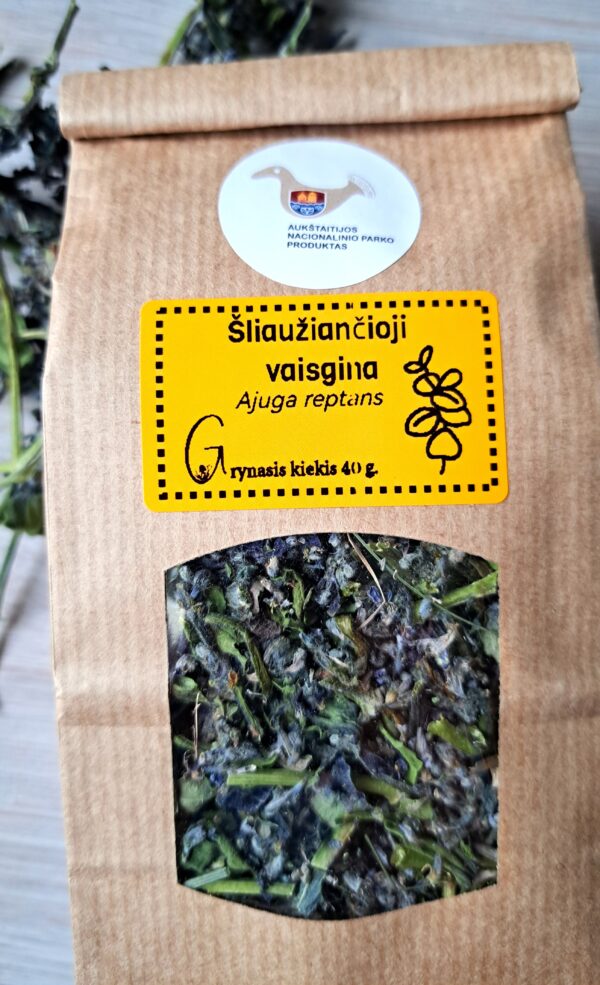 AUKŠTAITIJOS
NACIONALINIO PARKO
PRODUKTAS
Šliaužiančioji
vaisgina
Ajuga reptans
Grynasis kiekis 40 g.